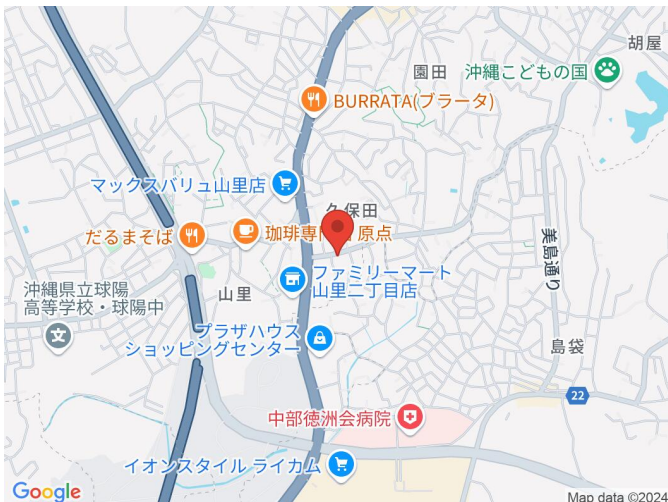 胡屋
園田
沖縄こどもの国
BURRATA(ブラータ)
マックスバリュ山里店
久保田
だるまそば
珈琲専門店 原点
美島通り
ファミリーマート
山里二丁目店
山里
沖縄県立球陽
高等学校・球陽中
プラザハウス
ショッピングセンター
島袋
22
中部徳洲会病院
イオンスタイル ライカム
Google
Map data ©2024